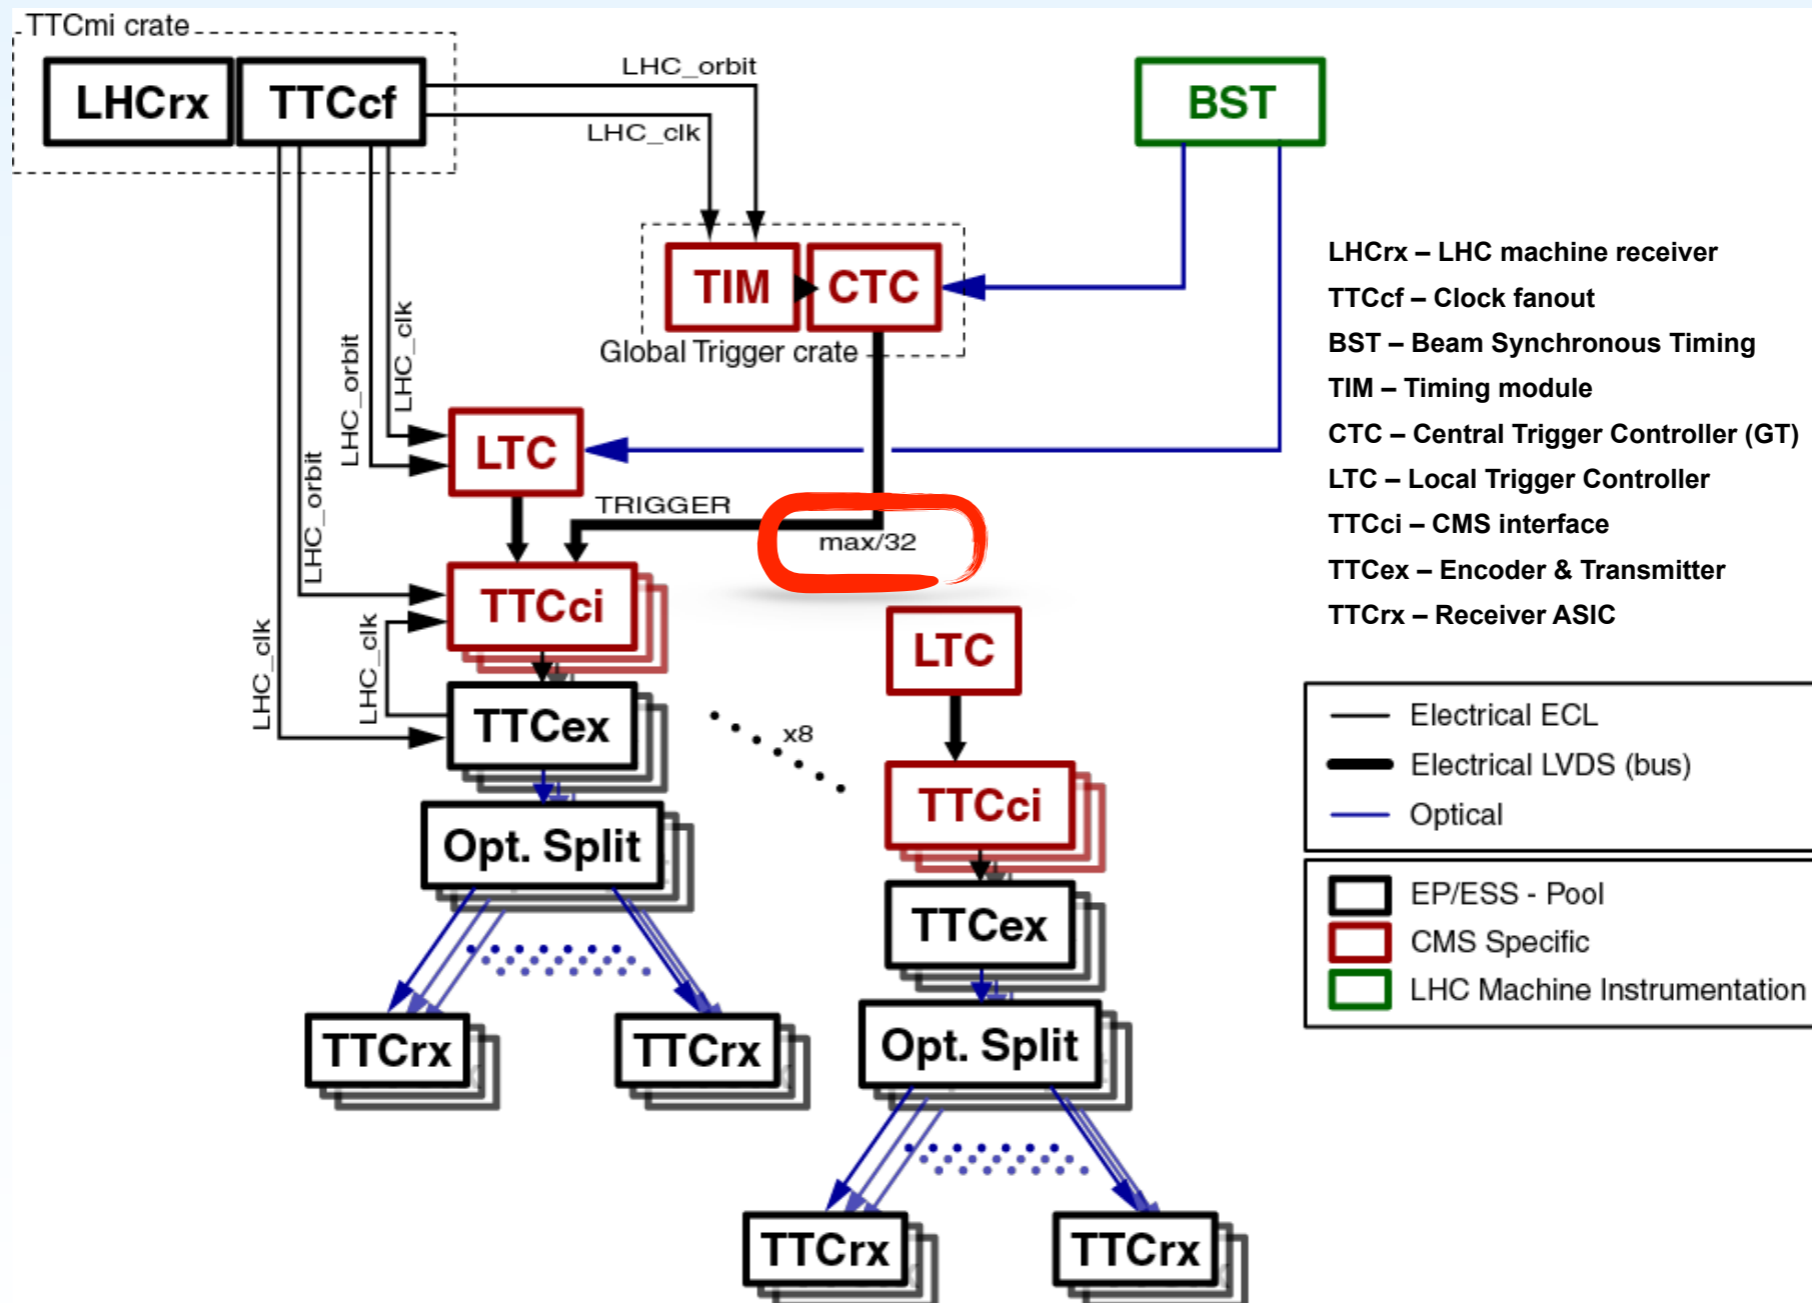 TTCmi crate
LHCrx
TTCcf
LHC_orbit
LHC_clk
BST
TIM
CTC
Global Trigger crate
LHCrx – LHC machine receiver
TTCcf – Clock fanout
BST – Beam Synchronous Timing
TIM – Timing module
CTC – Central Trigger Controller (GT)
LTC – Local Trigger Controller
TTCci – CMS interface
TTCex – Encoder & Transmitter
TTCrx – Receiver ASIC
LHC_orbit
LHC_clk
LTC
LHC_orbit
TRIGGER
max/32
TTCci
LHC_clk
LHC_clk
TTCex
x8
LTC
TTCci
Opt. Split
TTCex
TTCrx
TTCrx
Opt. Split
TTCrx
TTCrx
Electrical ECL
Electrical LVDS (bus)
Optical
EP/ESS - Pool
CMS Specific
LHC Machine Instrumentation